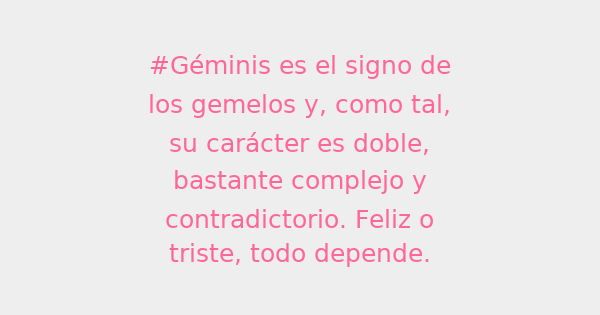 #Géminis es el signo de
los gemelos y, como tal,
su carácter es doble,
bastante complejo y
contradictorio. Feliz o
triste, todo depende.